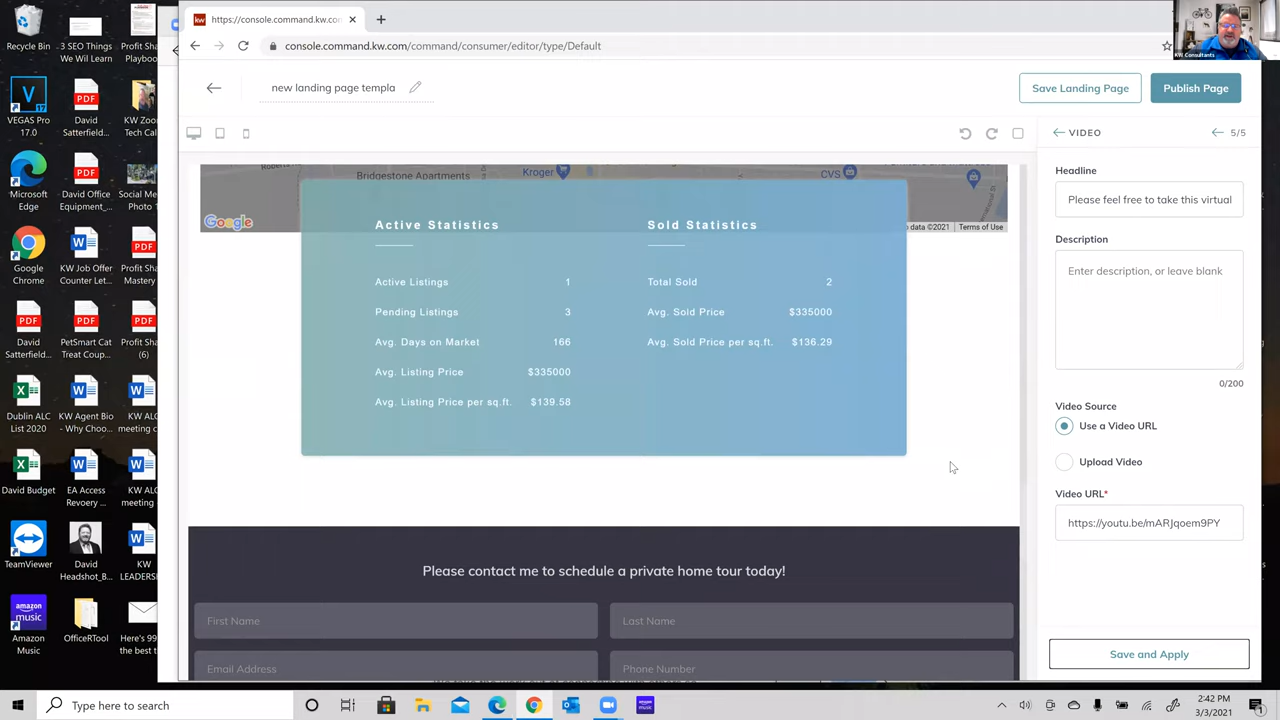 Recycle Bin
3 SEO Things
We Wil Learn
Profit Sha
Playboo
VEGAS Pro
17.0
David
Satterfiel...
KW Zoo
Tech Cal
Microsoft
Edge
David Office
Equipment_...
Social Me
Photo
Google
Chrome
KW Job Offer
Counter Let...
Profit Sha
Mastery
David
Satterfiel...
PetSmart Cat
Treat Coup...
Profit Sha
(6)
Dublin ALC
List 2020
KW Agent Bio
- Why Choo...
KW ALC
meeting c
David Budget
EA Access
Revoery ...
KW ALC
meeting
TeamViewer
David
Headshot_B...
KW
LEADERSH
Amazon
Music
OfficeRTool
Here's 99
the best t
kw
https://console.command.kw.com
console.command.kw.com/command/consumer/editor/type/Default
KW Consultants
new landing page templa
Save Landing Page
Publish Page
VIDEO
5/5
Bridgestone Apartments
Kroger
CVS
Google
data ©2021
Terms of Use
Active Statistics
Active Listings 1
Pending Listings 3
Avg. Days on Market 166
Avg. Listing Price $335000
Avg. Listing Price per sq.ft. $139.58
Sold Statistics
Total Sold 2
Avg. Sold Price $335000
Avg. Sold Price per sq.ft. $136.29
Please contact me to schedule a private home tour today!
First Name
Last Name
Email Address
Phone Number
Headline
Please feel free to take this virtual
Description
Enter description, or leave blank
0/200
Video Source
Use a Video URL
Upload Video
Video URL*
https://youtu.be/mARJqoem9PY
Save and Apply
Type here to search
2:42 PM
3/3/2021